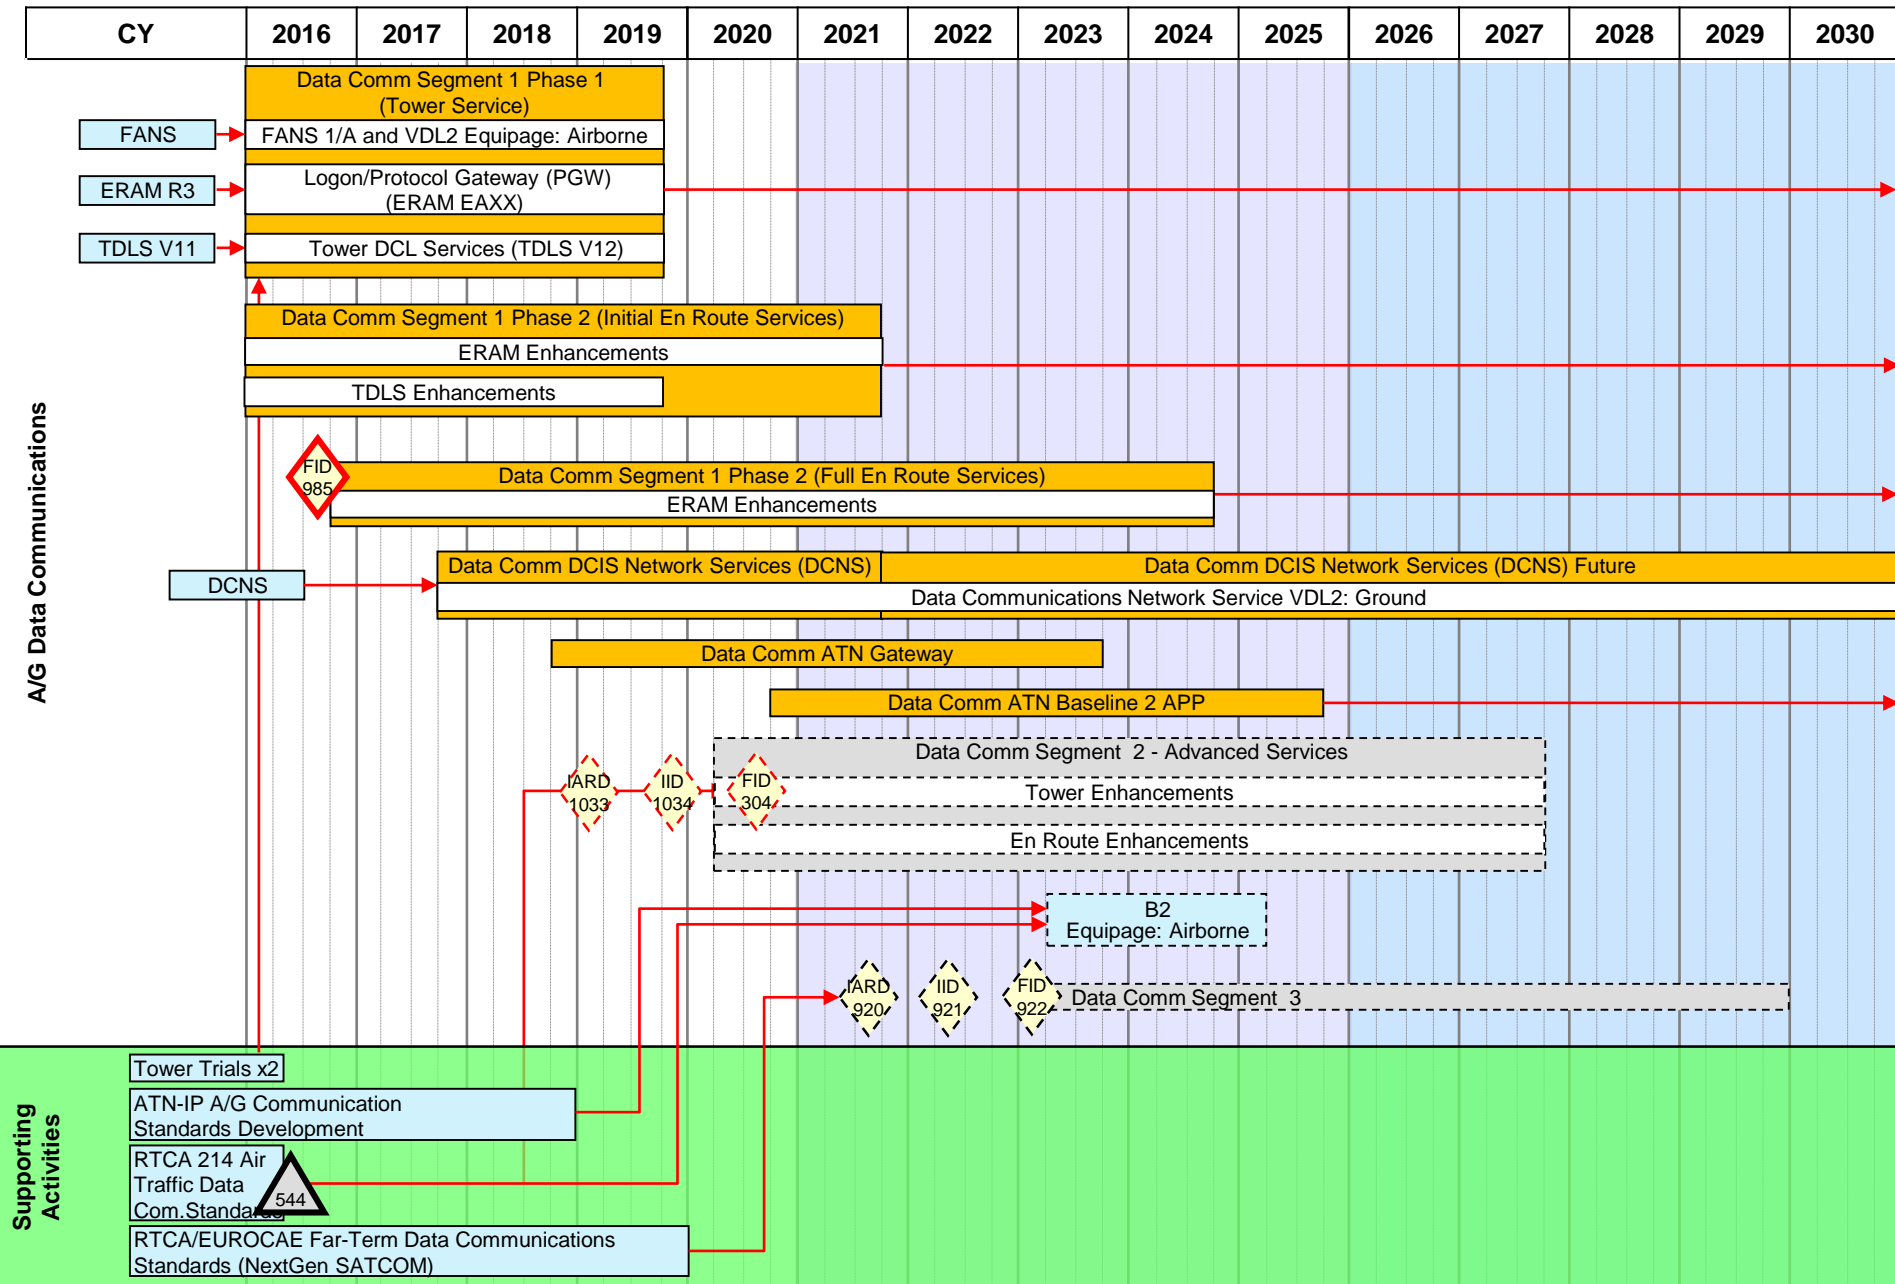 CY 2016 2017 2018 2019 2020 2021 2022 2023 2024 2025 2026 2027 2028 2029 2030
A/G Data Communications
Data Comm Segment 1 Phase 1
(Tower Service)
FANS
FANS 1/A and VDL2 Equipage: Airborne
ERAM R3
Logon/Protocol Gateway (PGW)
(ERAM EAXX)
TDLS V11
Tower DCL Services (TDLS V12)
Data Comm Segment 1 Phase 2 (Initial En Route Services)
ERAM Enhancements
TDLS Enhancements
FID
985
Data Comm Segment 1 Phase 2 (Full En Route Services)
ERAM Enhancements
DCNS
Data Comm DCIS Network Services (DCNS)
Data Comm DCIS Network Services (DCNS) Future
Data Communications Network Service VDL2: Ground
Data Comm ATN Gateway
Data Comm ATN Baseline 2 APP
Data Comm Segment 2 - Advanced Services
IARD
1033
IID
1034
FID
304
Tower Enhancements
En Route Enhancements
B2
Equipage: Airborne
IARD
920
IID
921
FID
922
Data Comm Segment 3
Supporting
Activities
Tower Trials x2
ATN-IP A/G Communication
Standards Development
RTCA 214 Air
Traffic Data
Com.Standards
544
RTCA/EUROCAE Far-Term Data Communications
Standards (NextGen SATCOM)